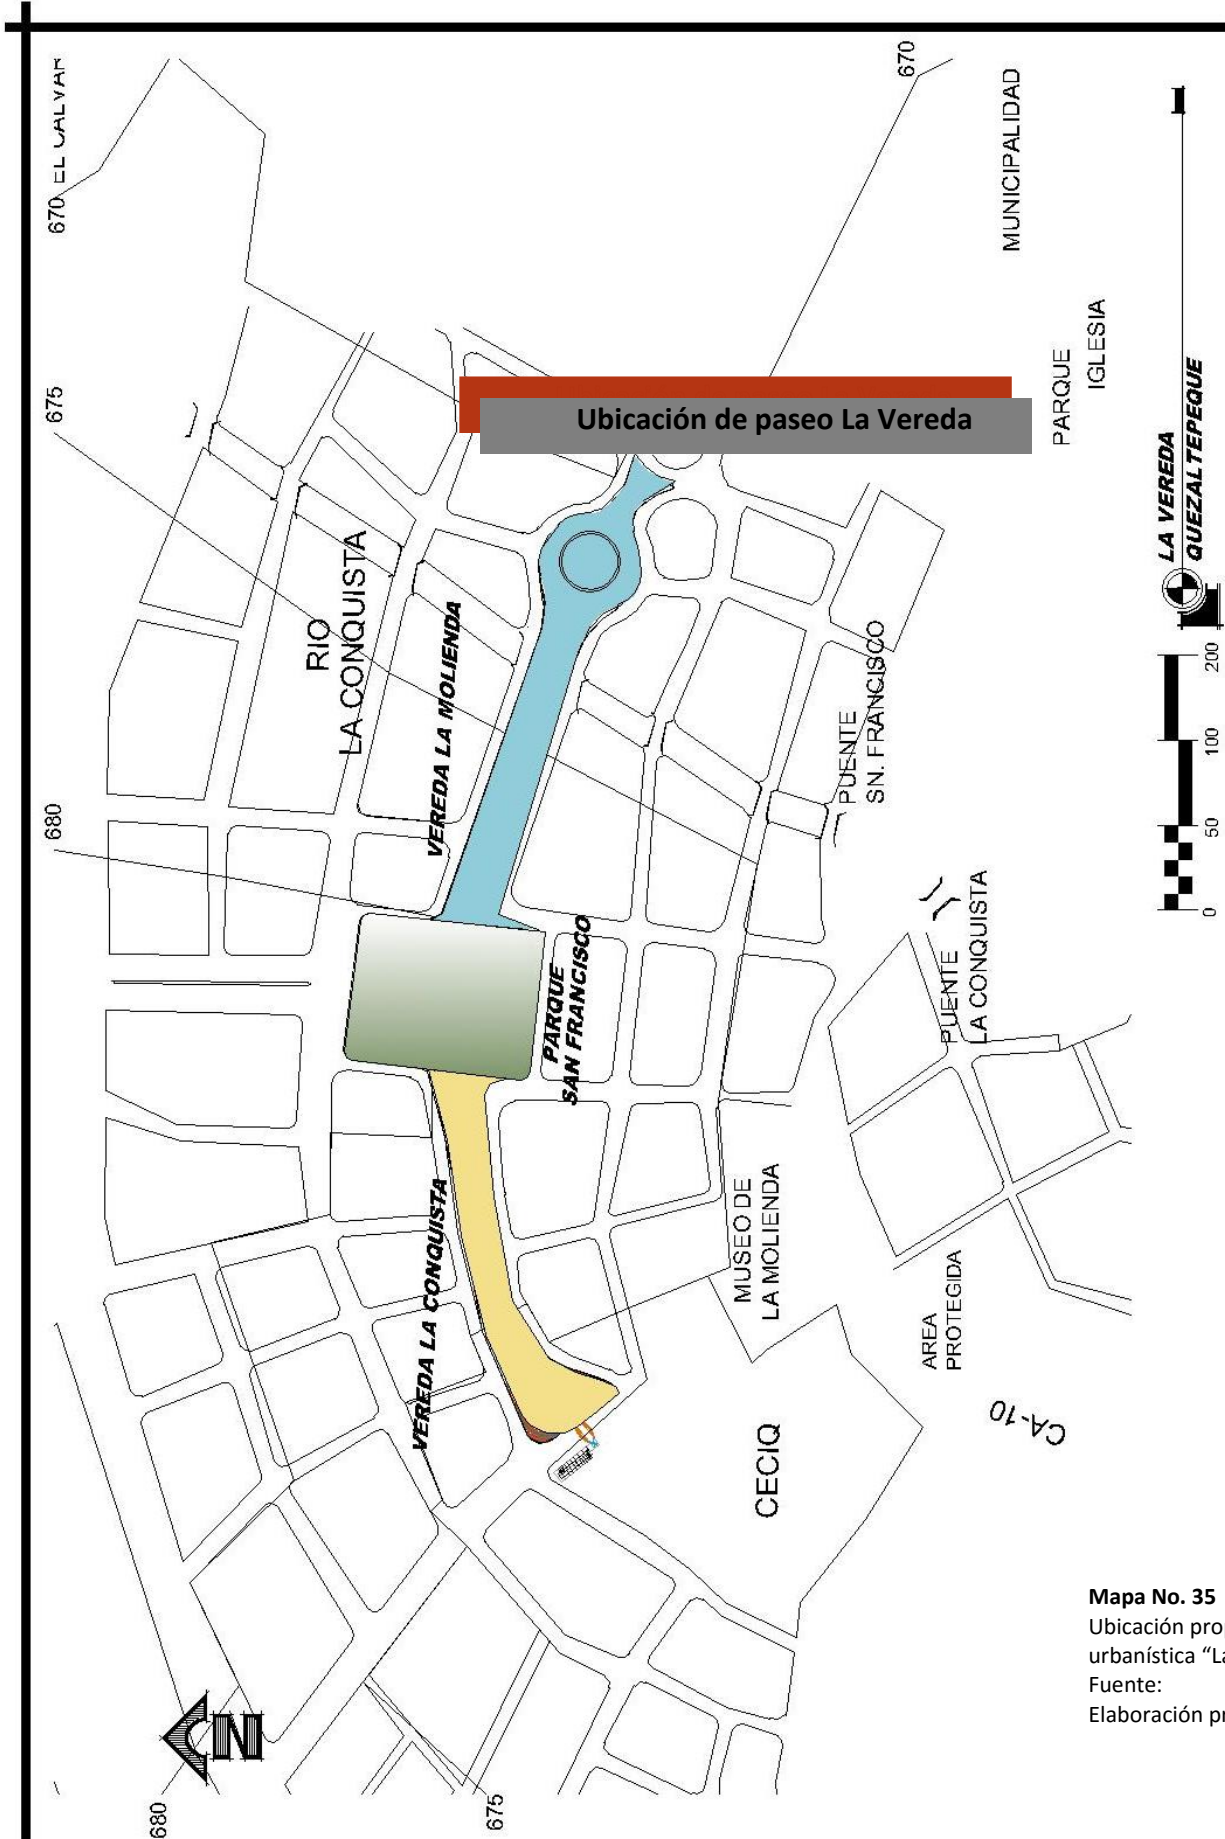 670
EL CALVAR
675
680
670
MUNICIPALIDAD
PARQUE
IGLESIA
Ubicación de paseo La Vereda
LA VEREDA
QUEZALTEPEQUE
RIO
LA CONQUISTA
VEREDA LA MOLIENDA
PUENTE
SN. FRANCISCO
0 50 100 200
PARQUE
SAN FRANCISCO
PUENTE
LA CONQUISTA
VEREDA LA CONQUISTA
MUSEO DE
LA MOLIENDA
AREA
PROTEGIDA
CA-10
CECIQ
N
680
675
Mapa No. 35
Ubicación pro
urbanística “La
Fuente:
Elaboración pr